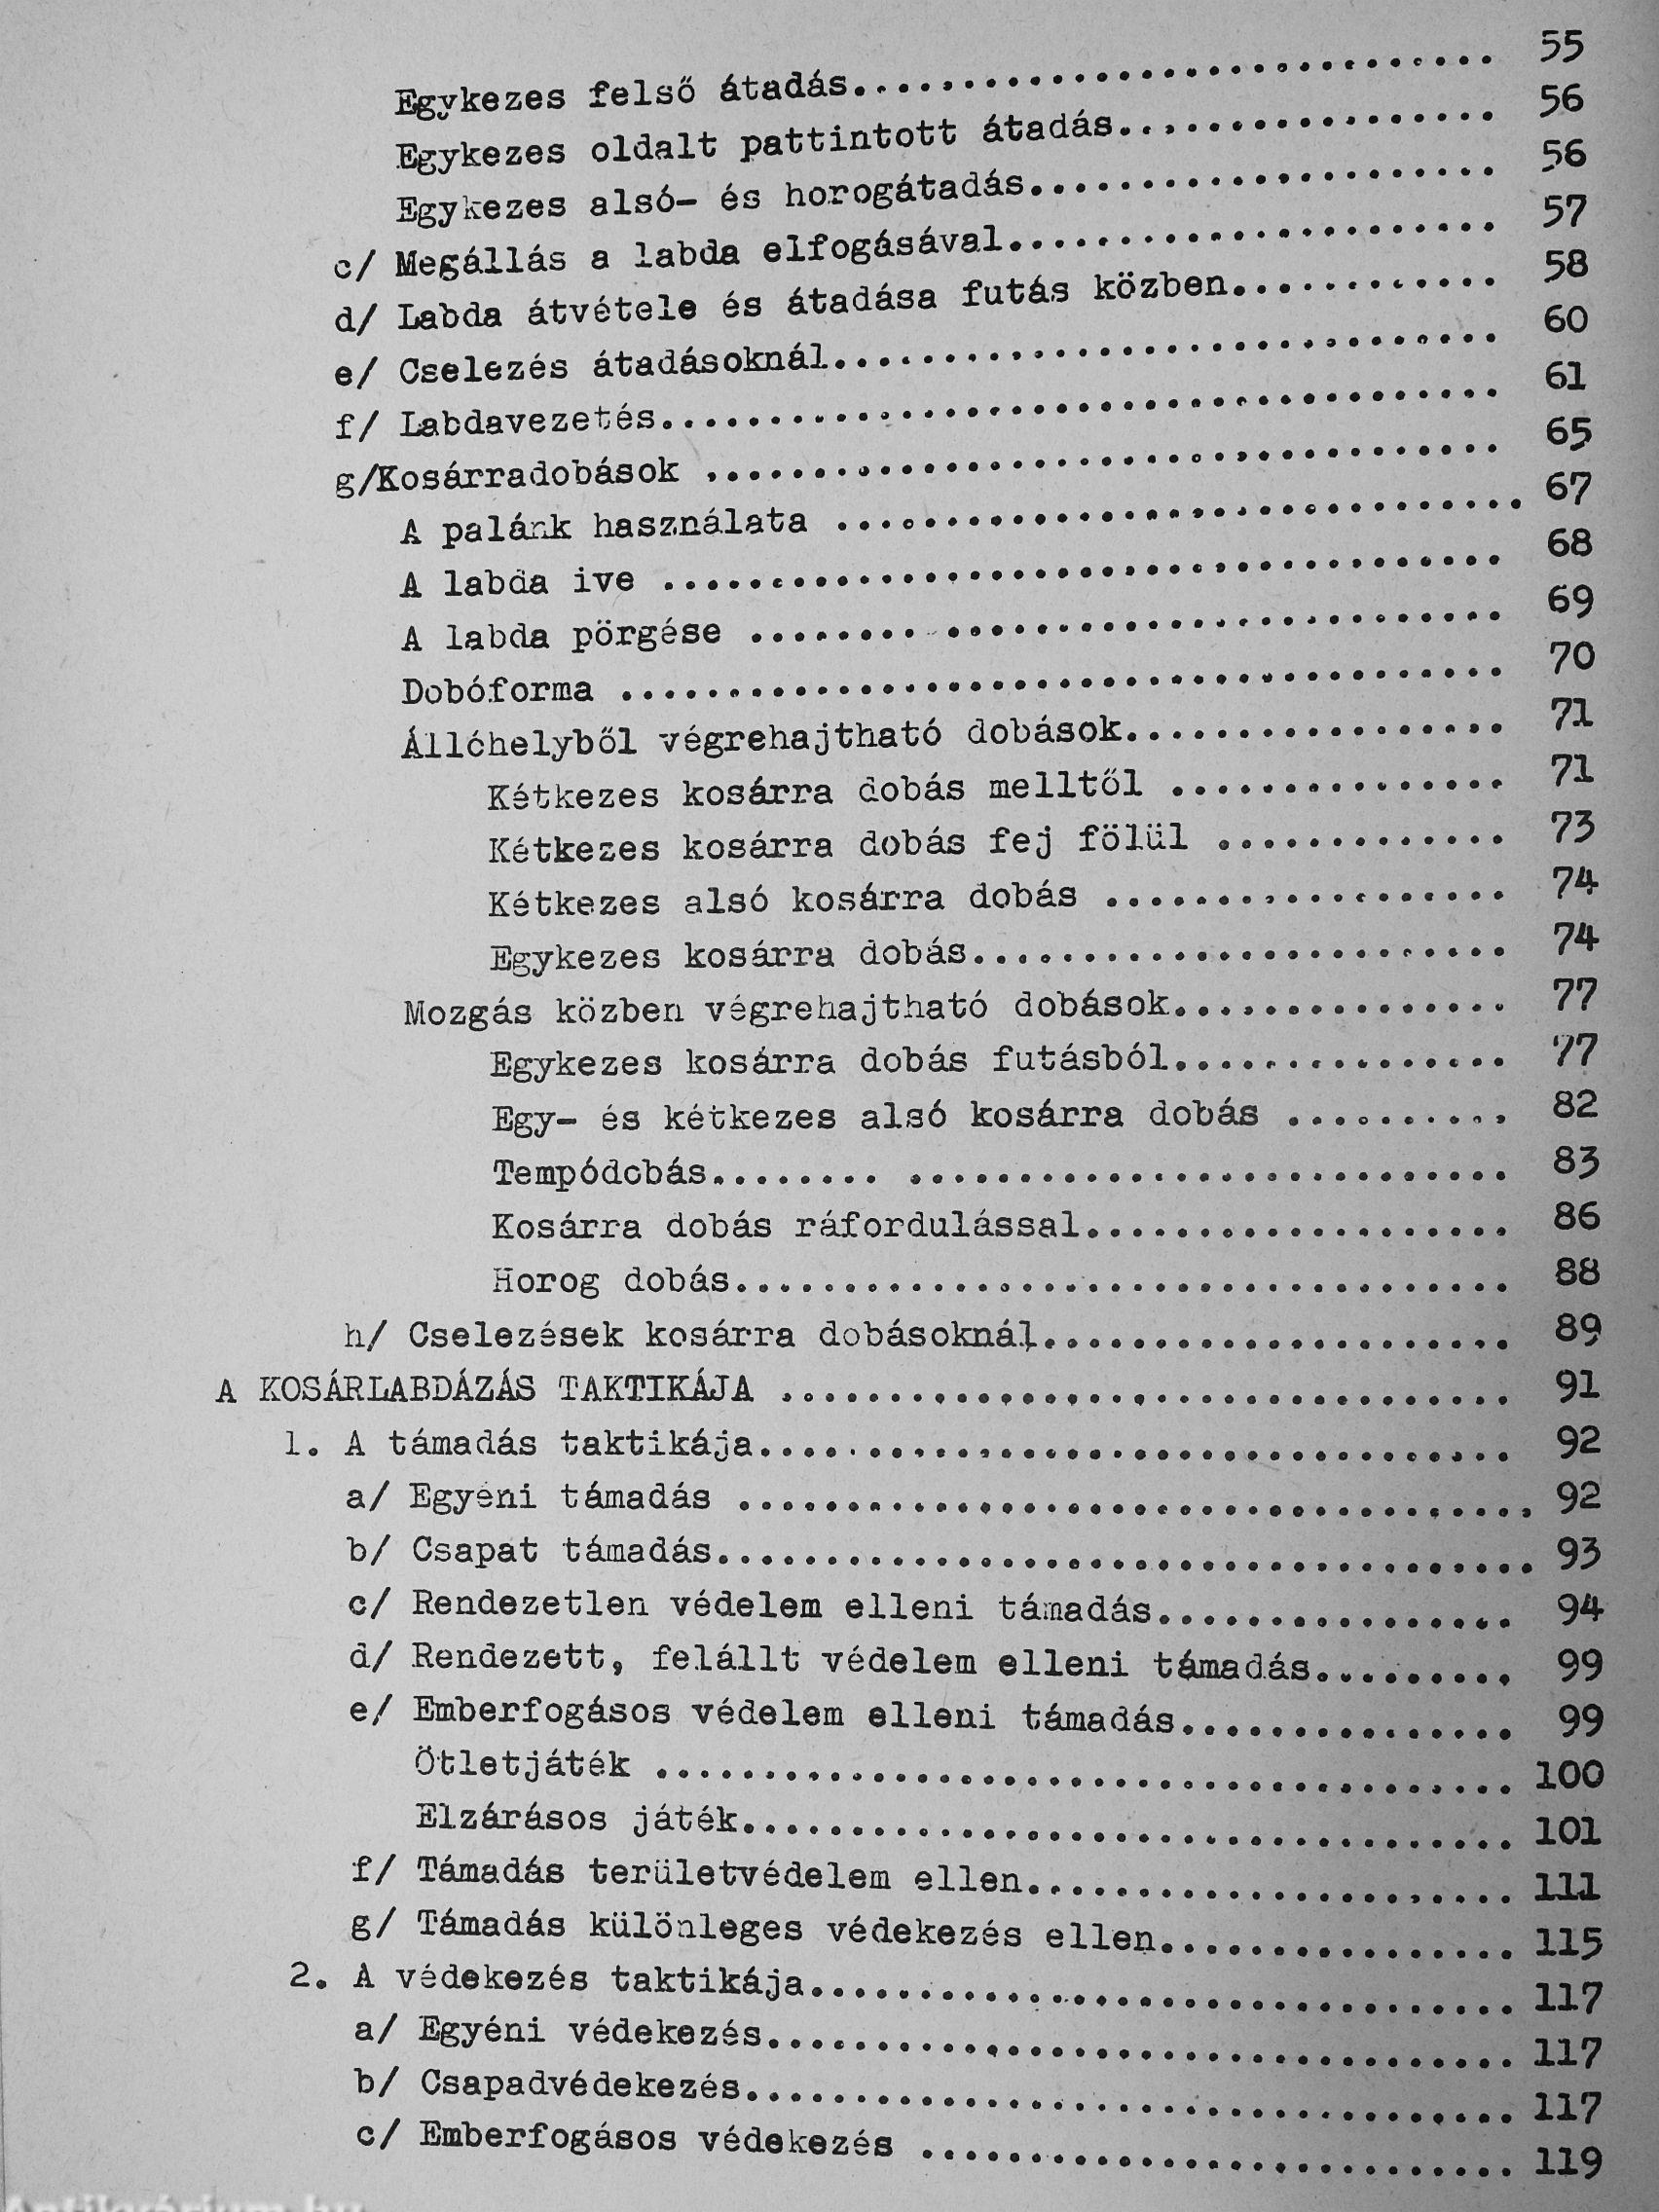 Egykezes felső átadás.............................. 55
Egykezes oldalt pattintott átadás.................. 56
Egykezes alsó- és horogátadás...................... 56
c/ Megállás a labda elfogásával....................... 57
d/ Labda átvétele és átadása futás közben............. 58
e/ Cselezés átadásoknál............................... 60
f/ Labdavezetés....................................... 61
g/Kosárradobások ..................................... 65
A palánk használata ................................ 67
A labda ive ....................................... 68
A labda pörgése ................................... 69
Dobóforma ......................................... 70
Állóhelyből végrehajtható dobások.................. 71
Kétkezes kosárra dobás melltől ............... 71
Kétkezes kosárra dobás fej fölül ............. 73
Kétkezes alsó kosárra dobás .................. 74
Egykezes kosárra dobás........................ 74
Mozgás közben végrehajtható dobások................ 77
Egykezes kosárra dobás futásból............... 77
Egy- és kétkezes alsó kosárra dobás .......... 82
Tempódobás........ ........................... 83
Kosárra dobás ráfordulással................... 86
Horog dobás................................... 88
h/ Cselezések kosárra dobásoknál...................... 89
A KOSÁRLABDÁZÁS TAKTIKÁJA .................................. 91
1. A támadás taktikája................................... 92
a/ Egyéni támadás ..................................... 92
b/ Csapat támadás...................................... 93
c/ Rendezetlen védelem elleni támadás................. 94
d/ Rendezett, felállt védelem elleni támadás.......... 99
e/ Emberfogásos védelem elleni támadás................ 99
Ötletjáték ........................................ 100
Elzárásos játék.................................... 101
f/ Támadás területvédelem ellen....................... 111
g/ Támadás különleges védekezés ellen................. 115
2. A védekezés taktikája................................. 117
a/ Egyéni védekezés................................... 117
b/ Csapadvédekezés.................................... 117
c/ Emberfogásos védekezés ............................ 119
Antikvárium.hu